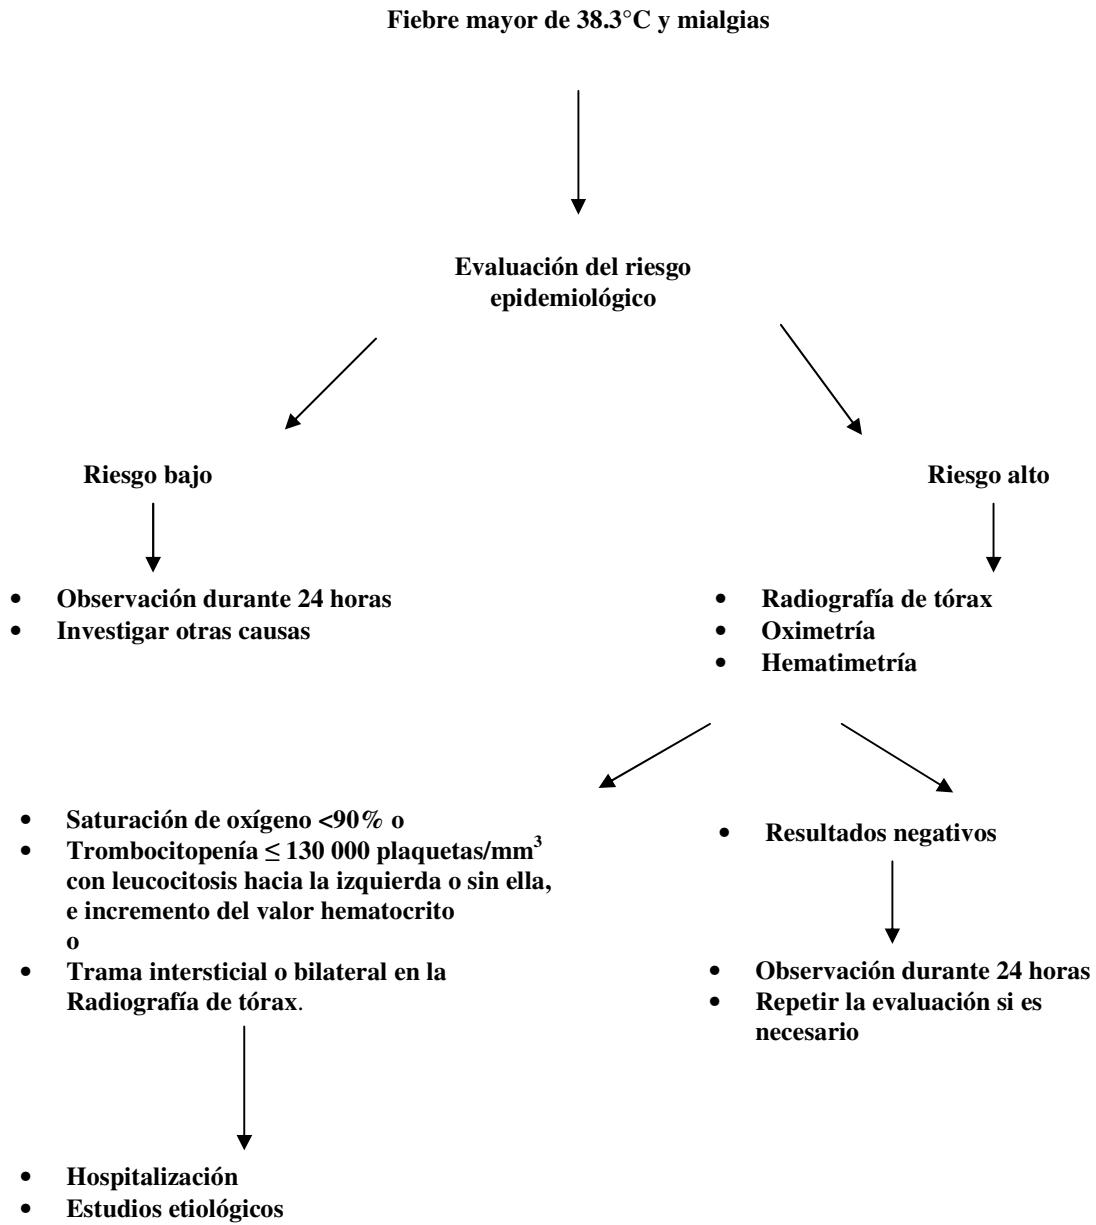 Fiebre mayor de 38.3°C y mialgias
Evaluación del riesgo
epidemiológico
Riesgo bajo
Riesgo alto
• Observación durante 24 horas
• Investigar otras causas
• Radiografía de tórax
• Oximetría
• Hematimetría
• Saturación de oxígeno <90% o
• Trombocitopenía ≤ 130 000 plaquetas/mm³
con leucocitosis hacia la izquierda o sin ella,
e incremento del valor hematocrito
o
• Trama intersticial o bilateral en la
Radiografía de tórax.
• Resultados negativos
• Observación durante 24 horas
• Repetir la evaluación si es
necesario
• Hospitalización
• Estudios etiológicos